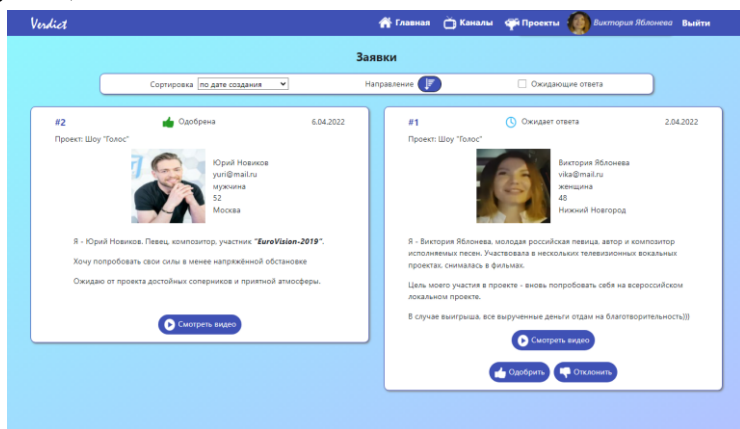 Verdict
Главная Каналы Проекты Виктория Яблонева Выйти
Заявки
Сортировка по дате создания Направление Ожидающие ответа
#2 Одобрена 6.04.2022
Проект: Шоу "Голос"
Юрий Новиков
yuri@mail.ru
мужчина
52
Москва
Я - Юрий Новиков. Певец, композитор, участник "EuroVision-2019".
Хочу попробовать свои силы в менее напряжённой обстановке
Ожидаю от проекта достойных соперников и приятной атмосферы.
Смотреть видео
#1 Ожидает ответа 2.04.2022
Проект: Шоу "Голос"
Виктория Яблонева
vika@mail.ru
женщина
48
Нижний Новгород
Я - Виктория Яблонева, молодая российская певица, автор и композитор
исполняемых песен. Участвовала в нескольких телевизионных вокальных
проектах, снималась в фильмах.
Цель моего участия в проекте - вновь попробовать себя на всероссийском
локальном проекте.
В случае выигрыша, все вырученные деньги отдам на благотворительность)))
Смотреть видео
Одобрить Отклонить